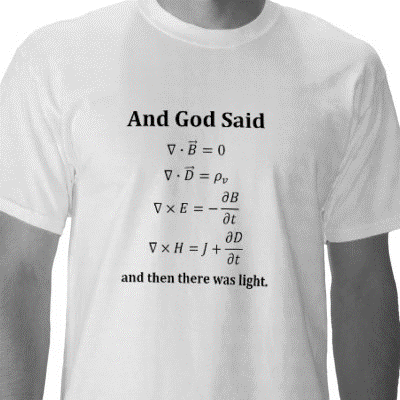 And God Said
∇ · B⃗ = 0
∇ · D⃗ = ρᵥ
∇ × E = −∂B/∂t
∇ × H = J + ∂D/∂t
and then there was light.